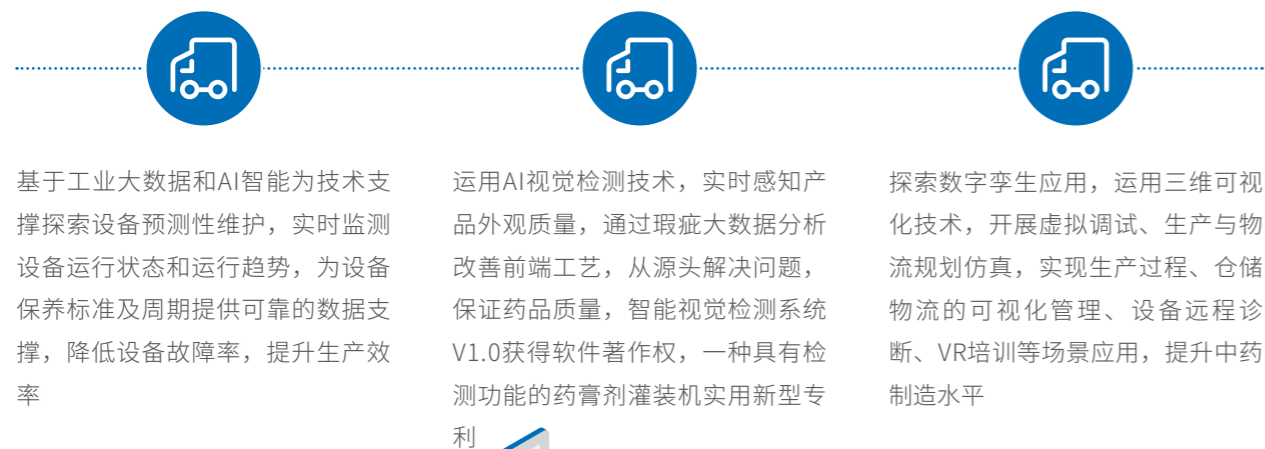 基于工业大数据和AI智能为技术支
撑探索设备预测性维护，实时监测
设备运行状态和运行趋势，为设备
保养标准及周期提供可靠的数据支
撑，降低设备故障率，提升生产效
率
运用AI视觉检测技术，实时感知产
品外观质量，通过瑕疵大数据分析
改善前端工艺，从源头解决问题，
保证药品质量，智能视觉检测系统
V1.0获得软件著作权，一种具有检
测功能的药膏剂灌装机实用新型专
利
探索数字孪生应用，运用三维可视
化技术，开展虚拟调试、生产与物
流规划仿真，实现生产过程、仓储
物流的可视化管理、设备远程诊
断、VR培训等场景应用，提升中药
制造水平